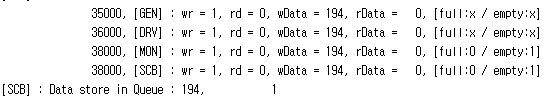 35000, [GEN] : wr = 1, rd = 0, wData = 194, rData =   0, [full:x / empty:x]
36000, [DRV] : wr = 1, rd = 0, wData = 194, rData =   0, [full:x / empty:x]
38000, [MON] : wr = 1, rd = 0, wData = 194, rData =   0, [full:0 / empty:1]
38000, [SCB] : wr = 1, rd = 0, wData = 194, rData =   0, [full:0 / empty:1]
[SCB] : Data store in Queue : 194,          1